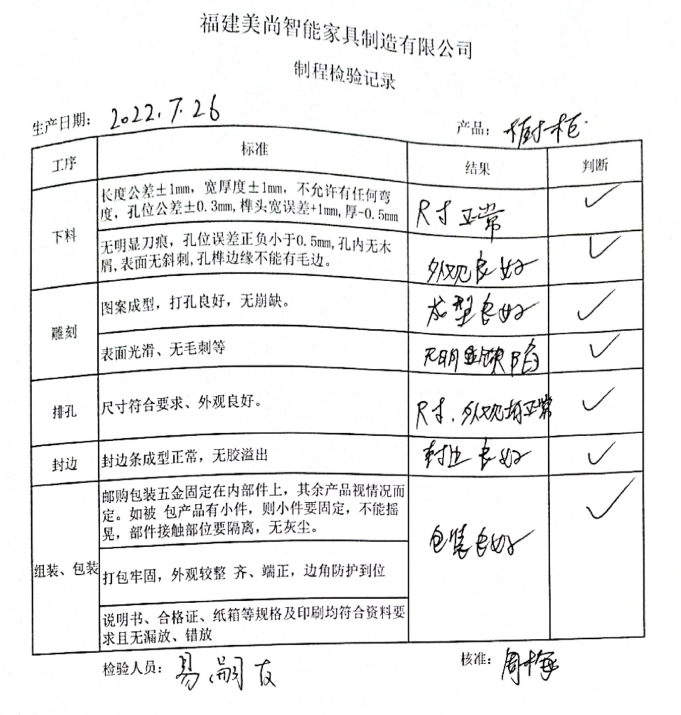 福建美尚智能家具制造有限公司
制程检验记录
生产日期： 2022.7.26 产品：橱柜
工序 标准 结果 判断
下料
长度公差±1mm，宽厚度±1mm，不允许有任何弯
度，孔位公差±0.3mm,榫头宽误差+1mm,厚-0.5mm
尺寸正常 ✓
无明显刀痕，孔位误差正负小于0.5mm,孔内无木
屑,表面无斜刺,孔榫边缘不能有毛边。
外观良好 ✓
雕刻
图案成型，打孔良好，无崩缺。 成型良好 ✓
表面光滑、无毛刺等 无明显缺陷 ✓
排孔 尺寸符合要求、外观良好。 尺寸、外观均正常 ✓
封边 封边条成型正常，无胶溢出 封边良好 ✓
组装、包装
邮购包装五金固定在内部件上，其余产品视情况而
定。如被 包产品有小件，则小件要固定，不能摇
晃，部件接触部位要隔离，无灰尘。
包装良好 ✓
打包牢固，外观较整 齐、端正，边角防护到位
说明书、合格证、纸箱等规格及印刷均符合资料要
求且无漏放、错放
检验人员：易嗣友 核准：周梅